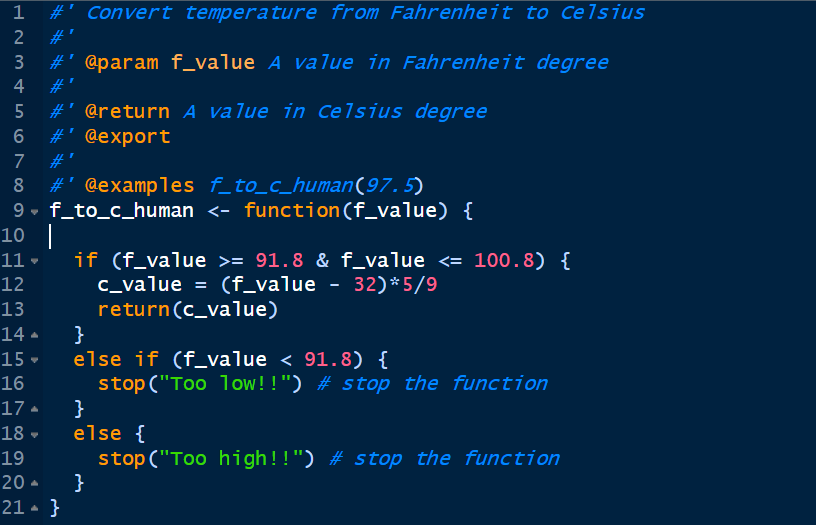 1 #' Convert temperature from Fahrenheit to Celsius
2 #'
3 #' @param f_value A value in Fahrenheit degree
4 #'
5 #' @return A value in Celsius degree
6 #' @export
7 #'
8 #' @examples f_to_c_human(97.5)
9 f_to_c_human <- function(f_value) {
10
11   if (f_value >= 91.8 & f_value <= 100.8) {
12     c_value = (f_value - 32)*5/9
13     return(c_value)
14   }
15   else if (f_value < 91.8) {
16     stop("Too low!!") # stop the function
17   }
18   else {
19     stop("Too high!!") # stop the function
20   }
21 }